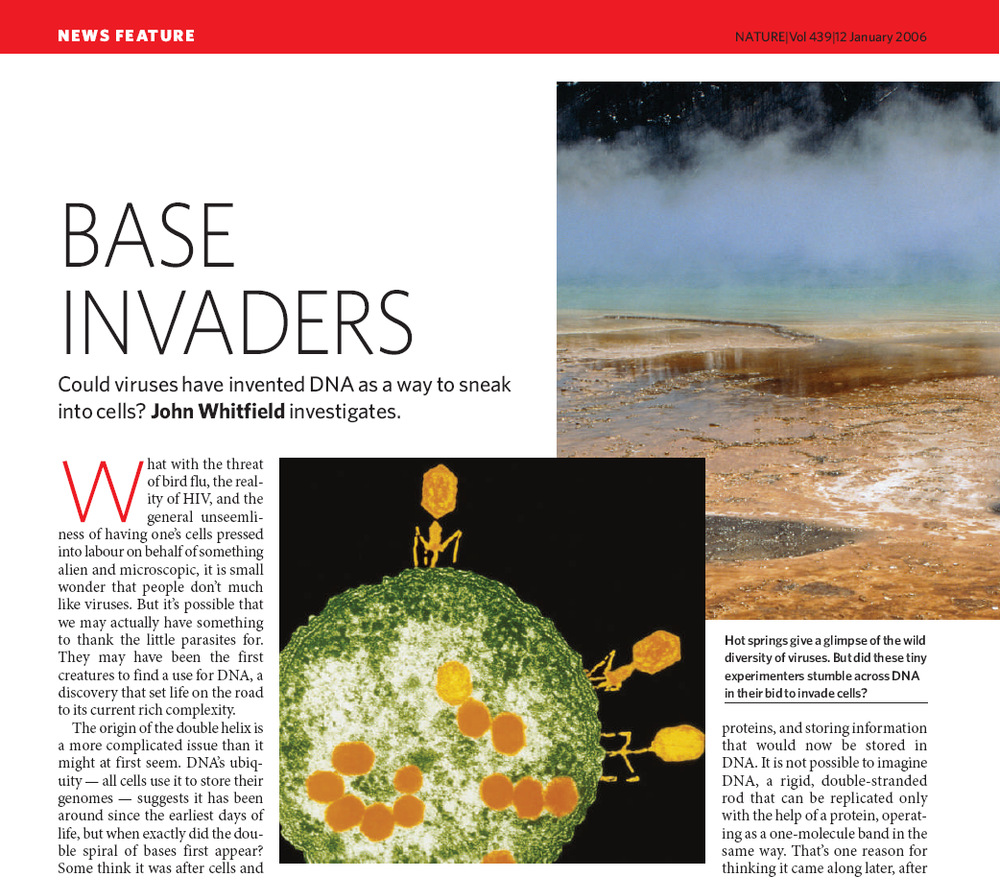 NEWS FEATURE
NATURE|Vol 439|12 January 2006
BASE
INVADERS
Could viruses have invented DNA as a way to sneak
into cells? John Whitfield investigates.
What with the threat
of bird flu, the real-
ity of HIV, and the
general unseemli-
ness of having one's cells pressed
into labour on behalf of something
alien and microscopic, it is small
wonder that people don't much
like viruses. But it's possible that
we may actually have something
to thank the little parasites for.
They may have been the first
creatures to find a use for DNA, a
discovery that set life on the road
to its current rich complexity.
The origin of the double helix is
a more complicated issue than it
might at first seem. DNA's ubiq-
uity — all cells use it to store their
genomes — suggests it has been
around since the earliest days of
life, but when exactly did the dou-
ble spiral of bases first appear?
Some think it was after cells and
Hot springs give a glimpse of the wild
diversity of viruses. But did these tiny
experimenters stumble across DNA
in their bid to invade cells?
proteins, and storing information
that would now be stored in
DNA. It is not possible to imagine
DNA, a rigid, double-stranded
rod that can be replicated only
with the help of a protein, operat-
ing as a one-molecule band in the
same way. That's one reason for
thinking it came along later, after